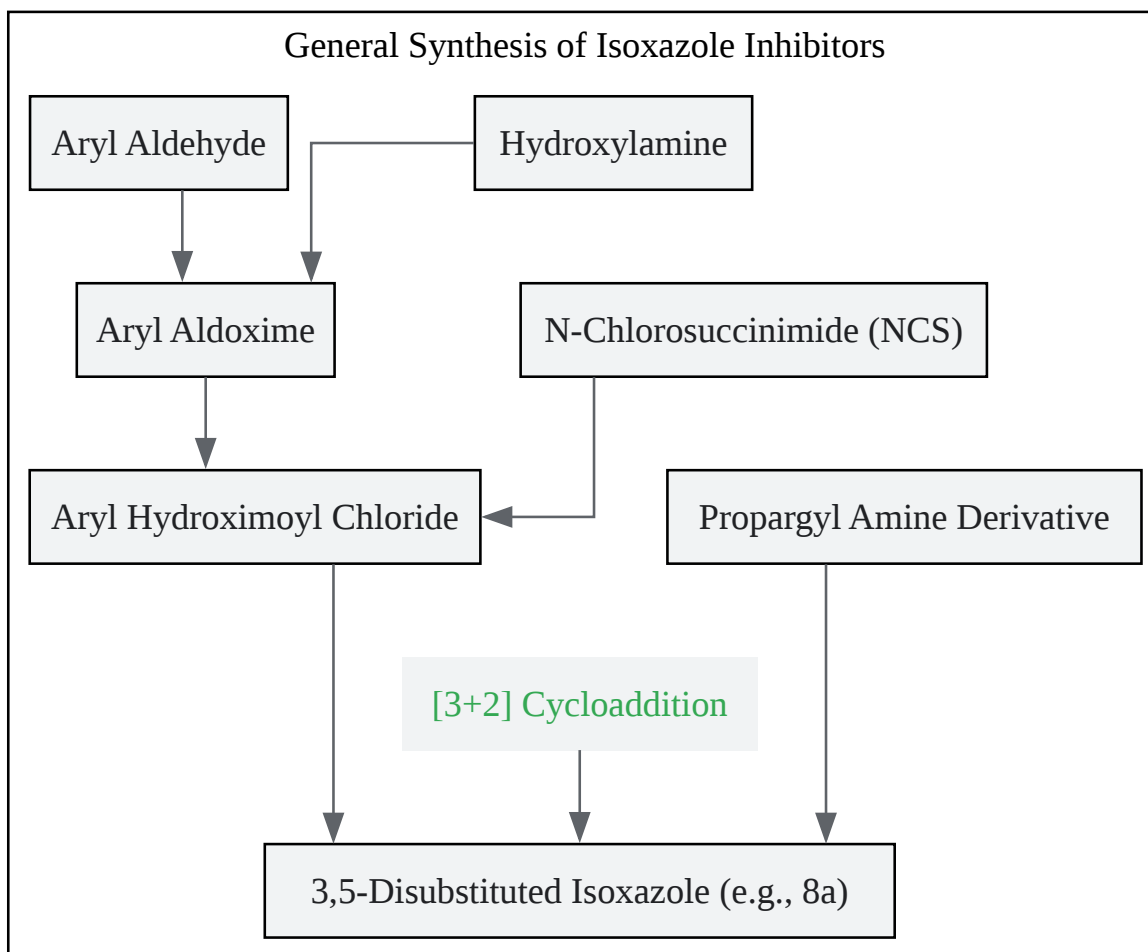 General Synthesis of Isoxazole Inhibitors
Aryl Aldehyde
Hydroxylamine
Aryl Aldoxime
N-Chlorosuccinimide (NCS)
Aryl Hydroximoyl Chloride
Propargyl Amine Derivative
[3+2] Cycloaddition
3,5-Disubstituted Isoxazole (e.g., 8a)